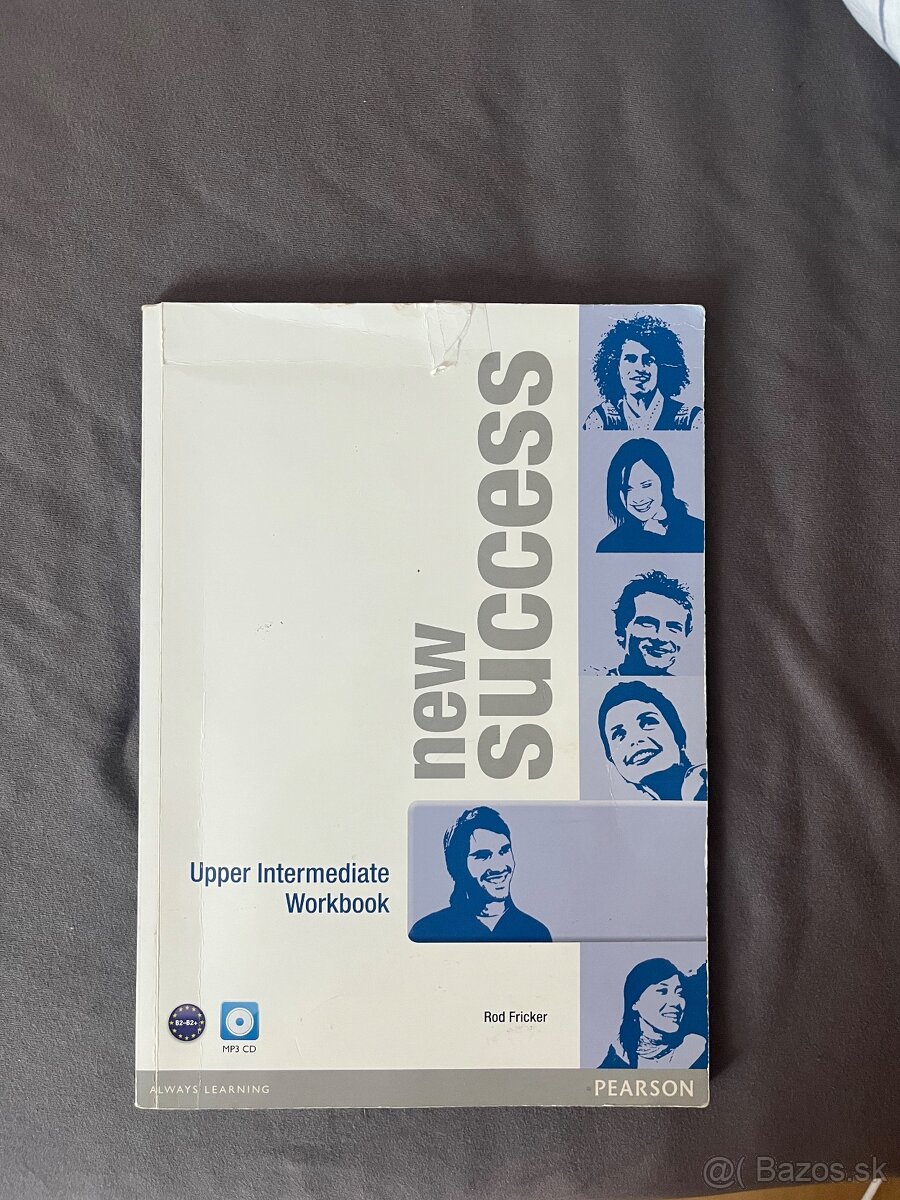 new
success
Upper Intermediate
Workbook
B2-B2+
MP3 CD
Rod Fricker
ALWAYS LEARNING
PEARSON
@( Bazos.sk